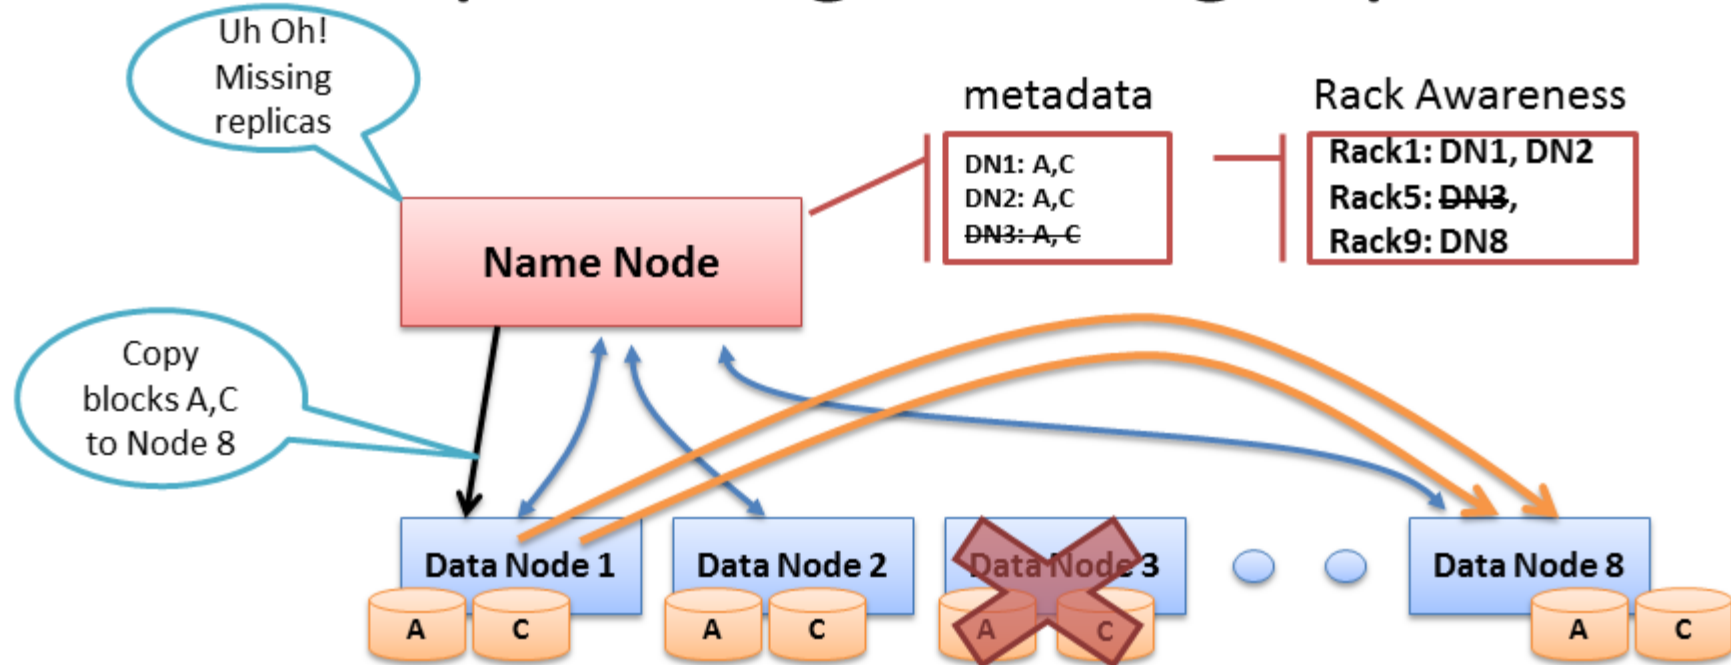 Uh Oh!
Missing
replicas
metadata
DN1: A,C
DN2: A,C
DN3: A, C
Rack Awareness
Rack1: DN1, DN2
Rack5: DN3,
Rack9: DN8
Name Node
Copy
blocks A,C
to Node 8
Data Node 1
A
C
Data Node 2
A
C
Data Node 3
A
C
Data Node 8
A
C